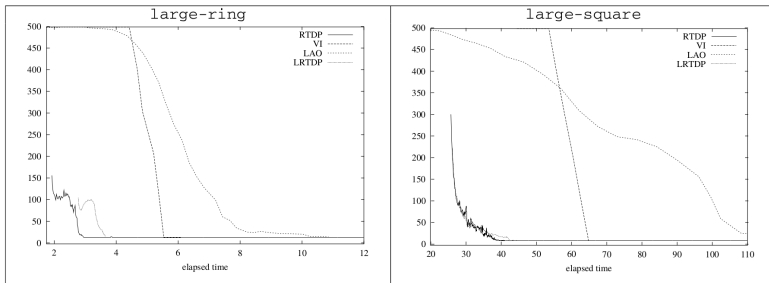 large-ring
500
450
400
350
300
250
200
150
100
50
0
2 4 6 8 10 12
elapsed time
RTDP
VI
LAO
LRTDP
large-square
500
450
400
350
300
250
200
150
100
50
0
20 30 40 50 60 70 80 90 100 110
elapsed time
RTDP
VI
LAO
LRTDP